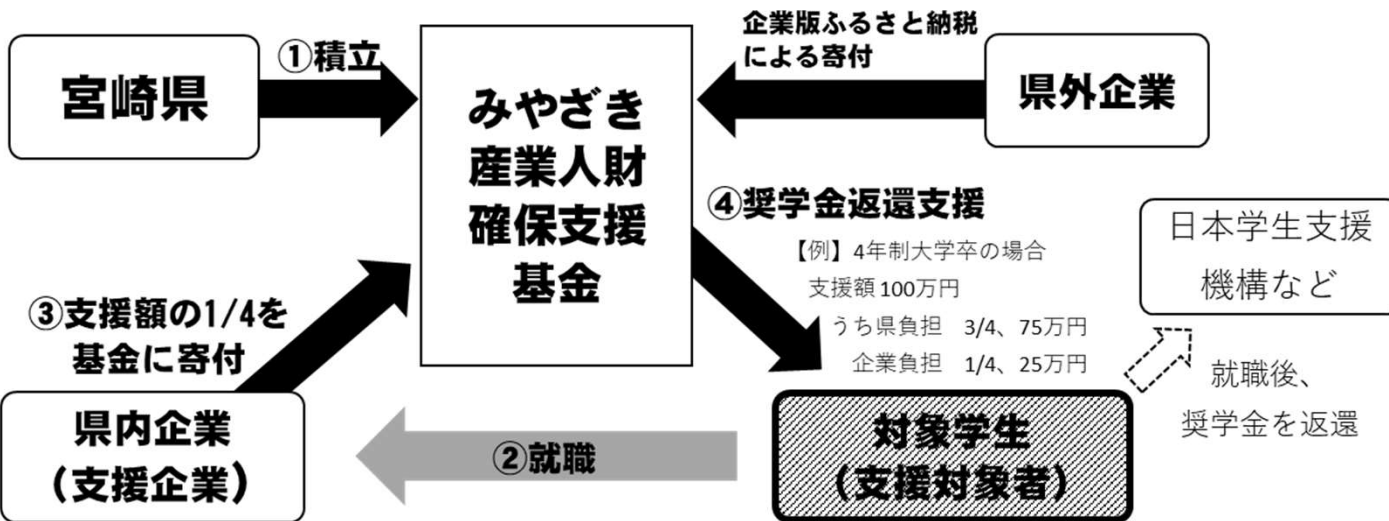 宮崎県
①積立
みやざき
産業人財
確保支援
基金
企業版ふるさと納税
による寄付
県外企業
④奨学金返還支援
【例】4年制大学卒の場合
支援額 100万円
うち県負担 3/4、75万円
企業負担 1/4、25万円
日本学生支援
機構など
就職後、
奨学金を返還
③支援額の1/4を
基金に寄付
県内企業
(支援企業)
②就職
対象学生
(支援対象者)